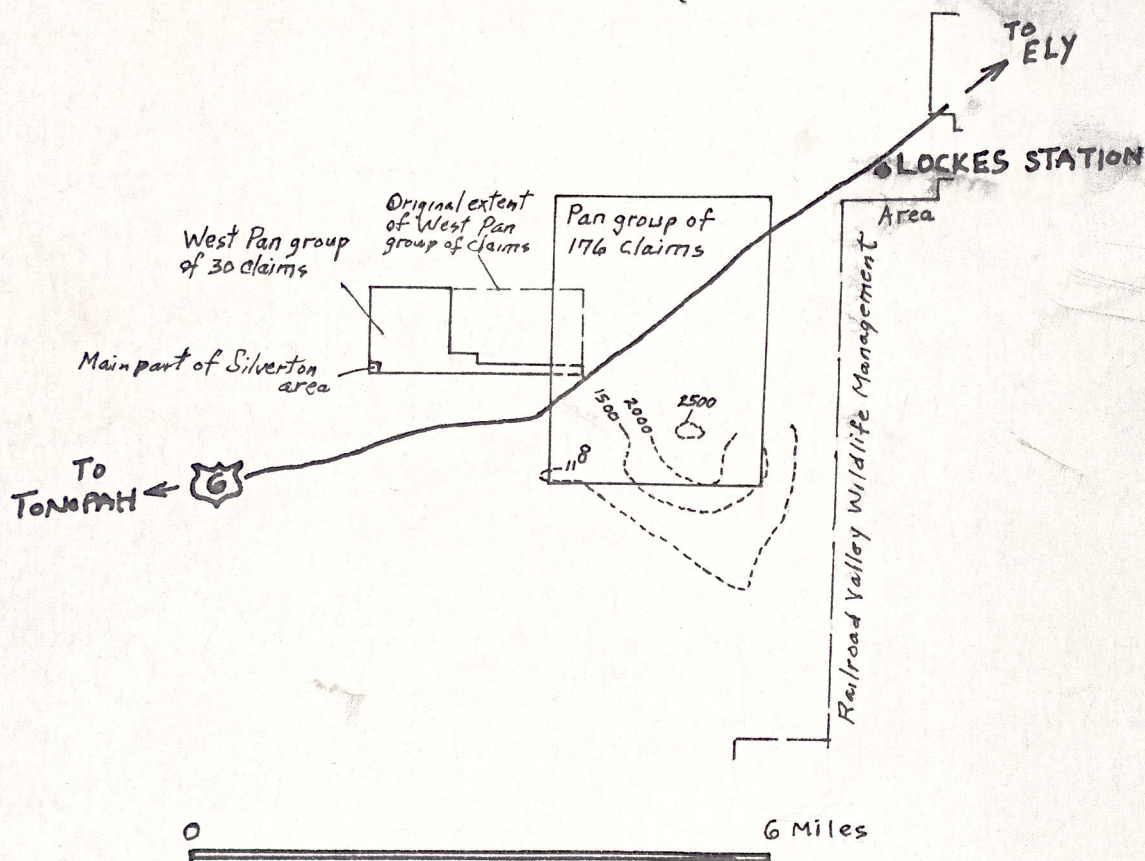 TO
ELY
LOCKES STATION
Area
Original extent
of West Pan
group of claims
Pan group of
176 Claims
West Pan group
of 30 claims
Main part of Silverton
area
1500
2000
2500
TO
TONOPAH
6
Railroad Valley Wildlife Management
0
6 Miles